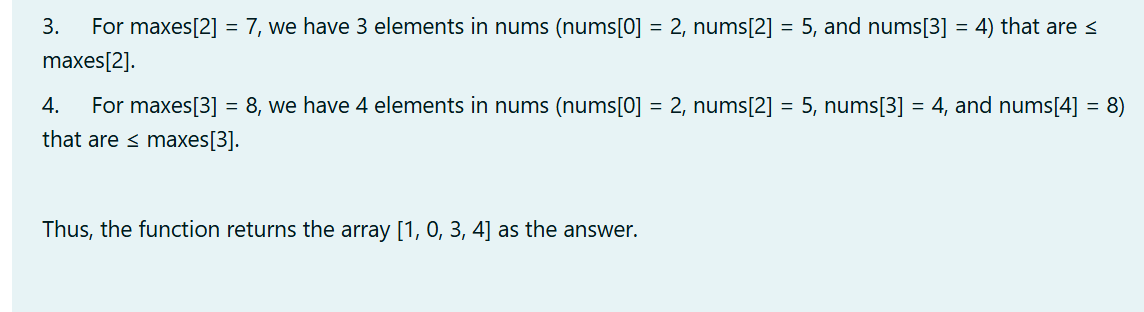 3. For maxes[2] = 7, we have 3 elements in nums (nums[0] = 2, nums[2] = 5, and nums[3] = 4) that are ≤
maxes[2].
4. For maxes[3] = 8, we have 4 elements in nums (nums[0] = 2, nums[2] = 5, nums[3] = 4, and nums[4] = 8)
that are ≤ maxes[3].
Thus, the function returns the array [1, 0, 3, 4] as the answer.